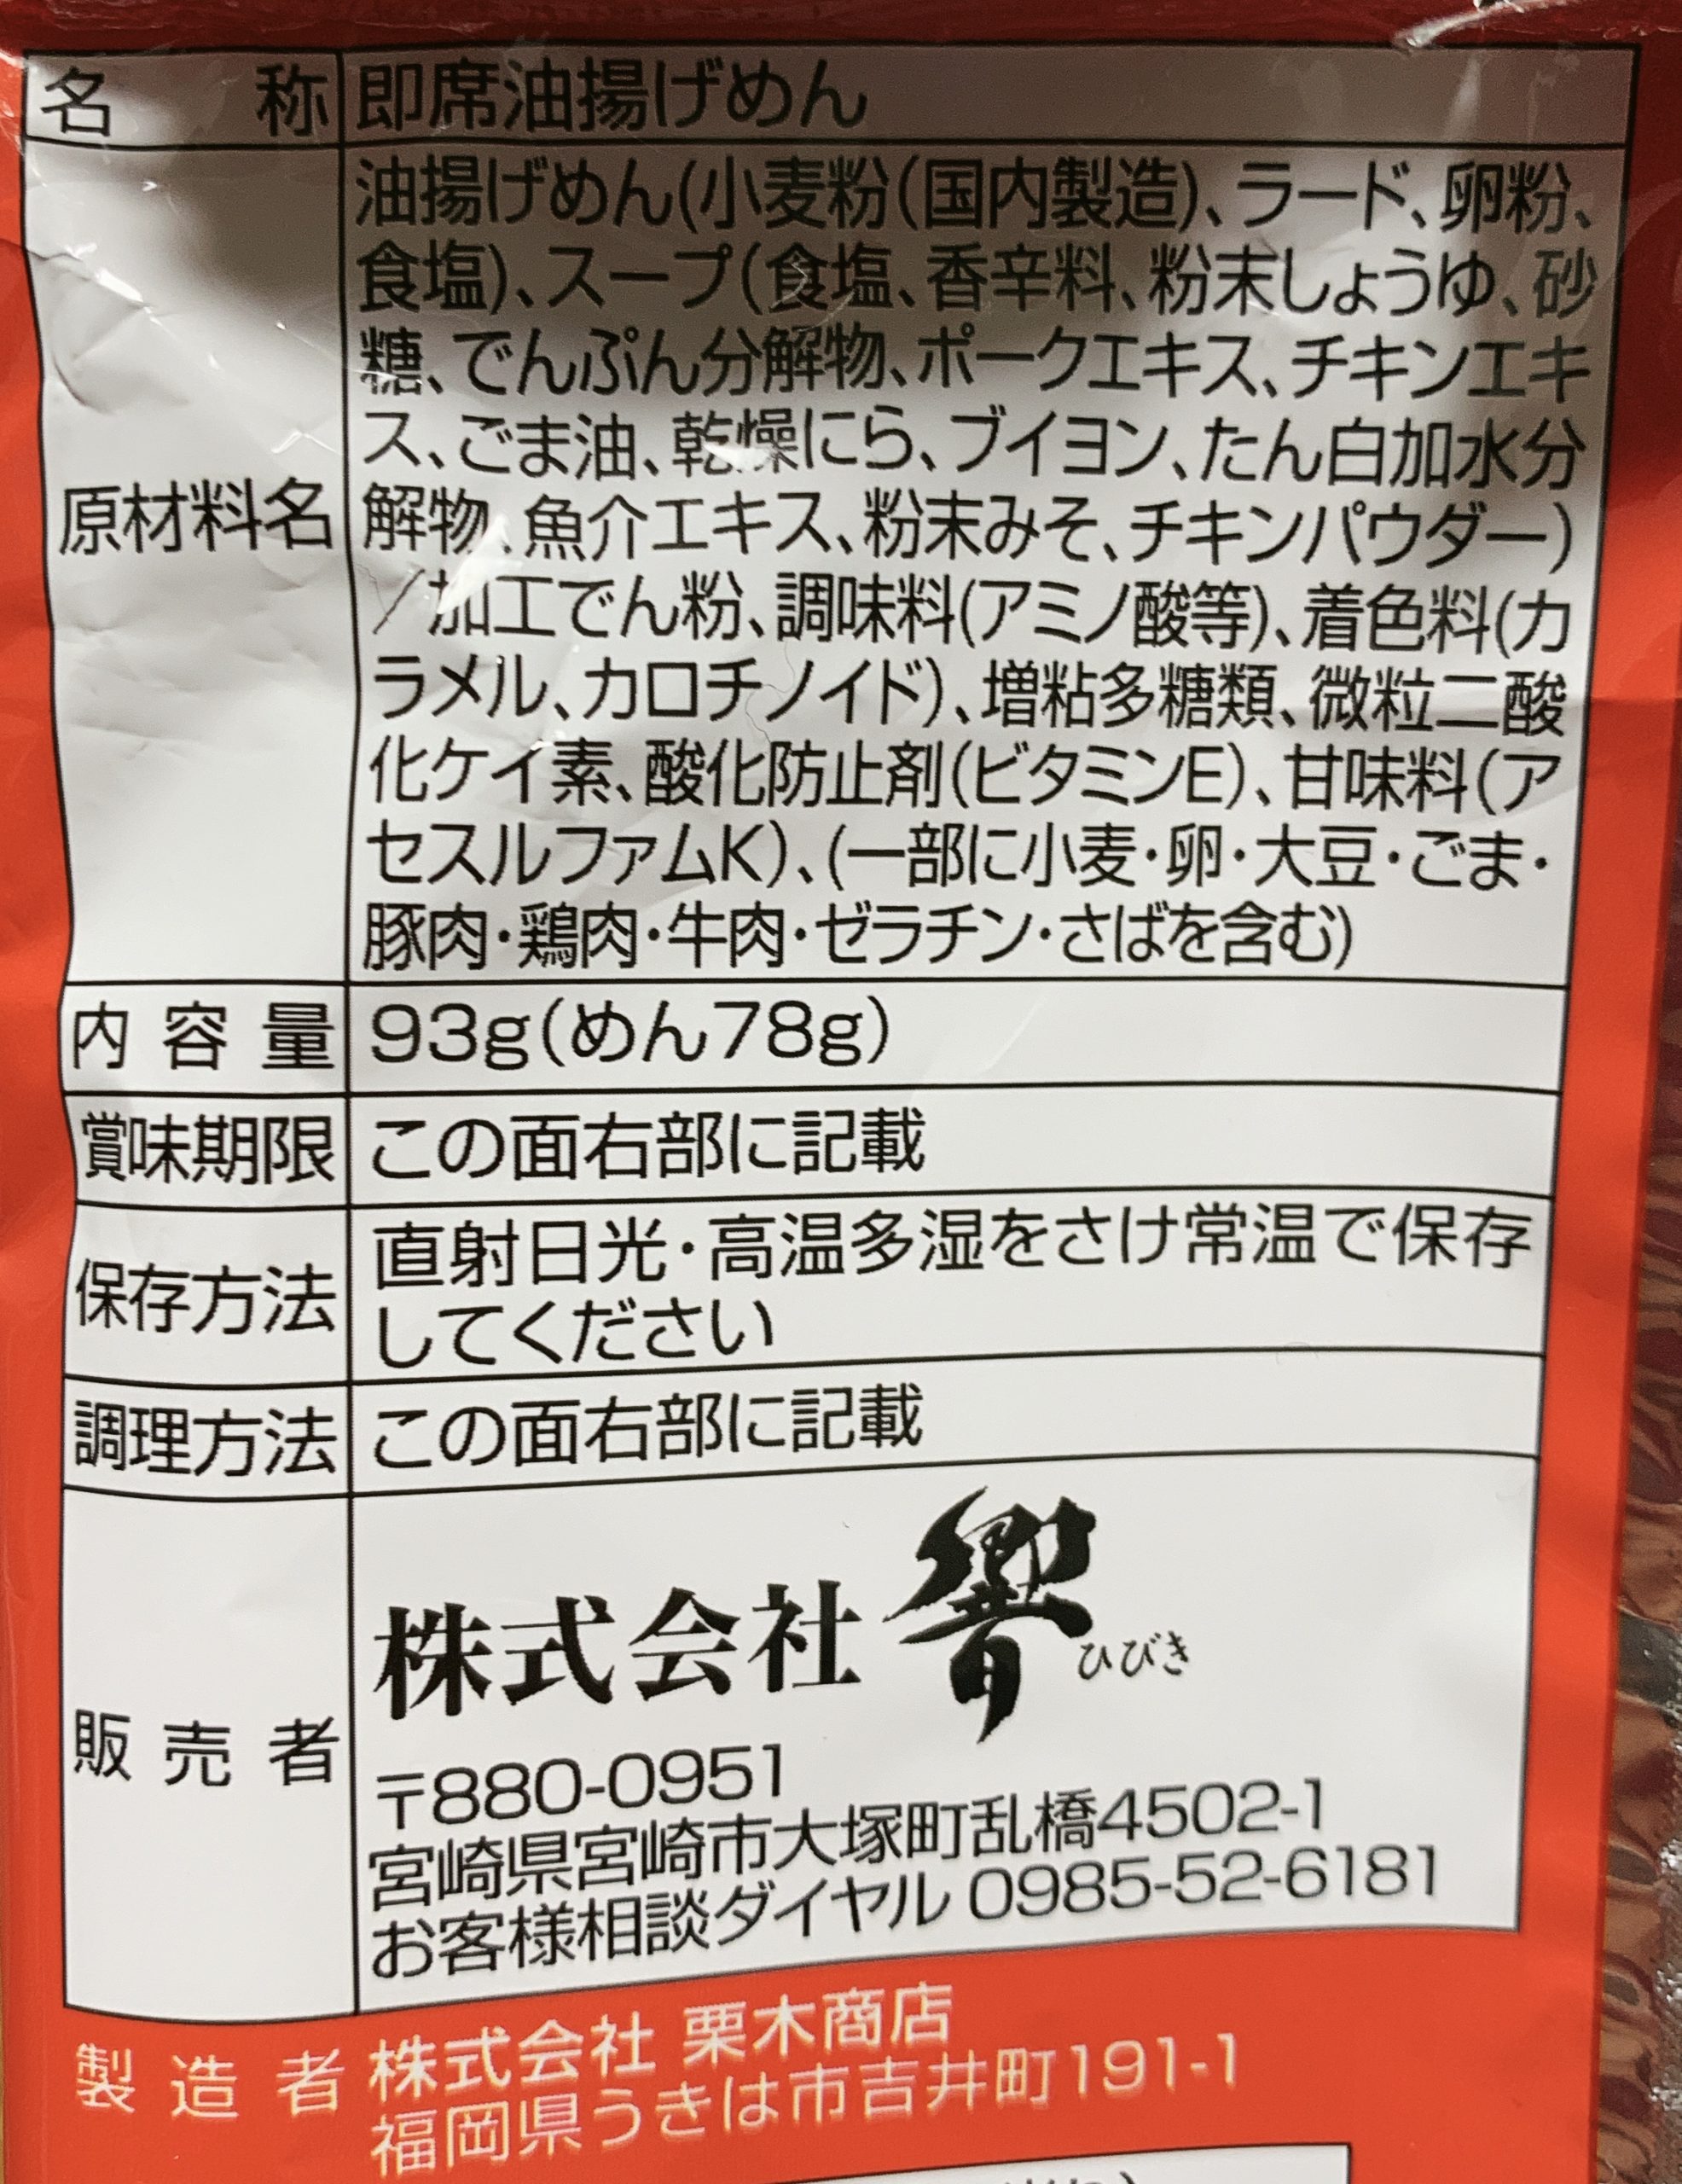 名称 即席油揚げめん
原材料名
油揚げめん(小麦粉(国内製造)、ラード、卵粉、
食塩)、スープ(食塩、香辛料、粉末しょうゆ、砂
糖、でんぷん分解物、ポークエキス、チキンエキ
ス、ごま油、乾燥にら、ブイヨン、たん白加水分
解物、魚介エキス、粉末みそ、チキンパウダー)
/加工でん粉、調味料(アミノ酸等)、着色料(カ
ラメル、カロチノイド)、増粘多糖類、微粒二酸
化ケイ素、酸化防止剤(ビタミンE)、甘味料(ア
セスルファムK)、(一部に小麦・卵・大豆・ごま・
豚肉・鶏肉・牛肉・ゼラチン・さばを含む)
内容量 93g(めん78g)
賞味期限 この面右部に記載
保存方法
直射日光・高温多湿をさけ常温で保存
してください
調理方法 この面右部に記載
販売者
株式会社 響 ひびき
〒880-0951
宮崎県宮崎市大塚町乱橋4502-1
お客様相談ダイヤル 0985-52-6181
製造者 株式会社 栗木商店
福岡県うきは市吉井町191-1